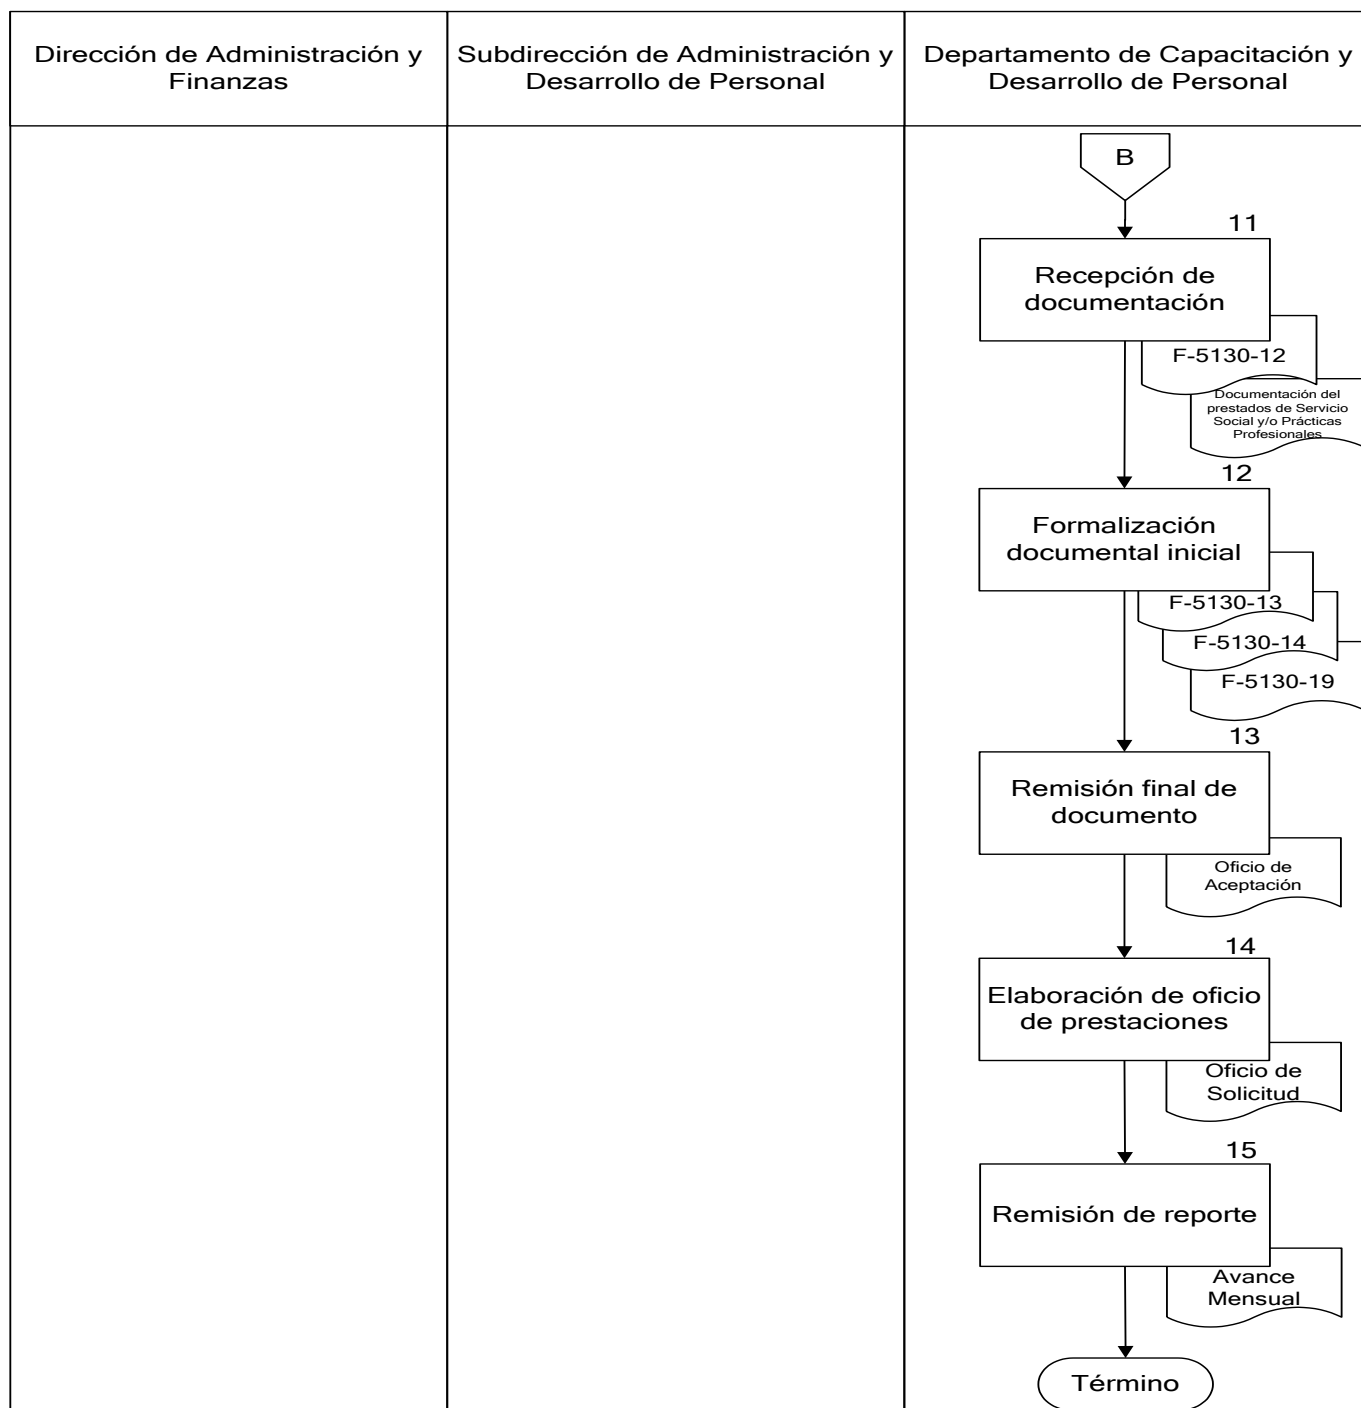 Dirección de Administración y
Finanzas
Subdirección de Administración y
Desarrollo de Personal
Departamento de Capacitación y
Desarrollo de Personal
B
11
Recepción de
documentación
F-5130-12
Documentación del
prestados de Servicio
Social y/o Prácticas
Profesionales
12
Formalización
documental inicial
F-5130-13
F-5130-14
F-5130-19
13
Remisión final de
documento
Oficio de
Aceptación
14
Elaboración de oficio
de prestaciones
Oficio de
Solicitud
15
Remisión de reporte
Avance
Mensual
Término